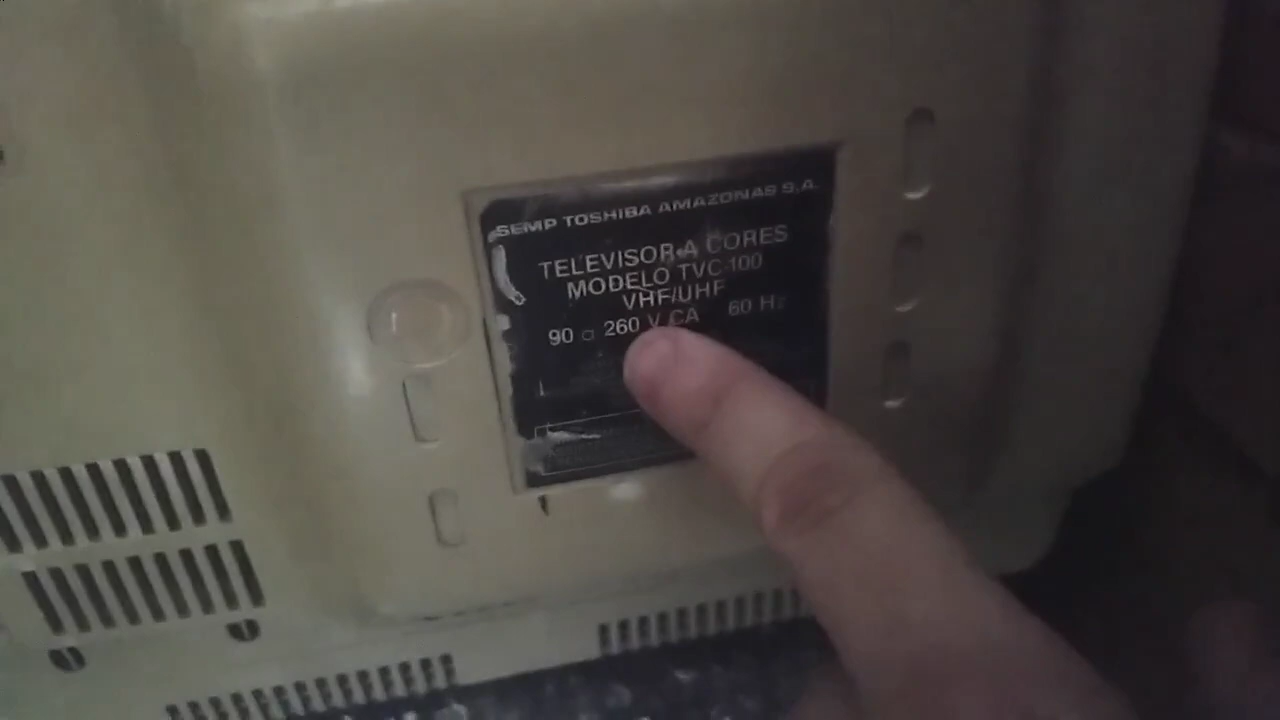 SEMP TOSHIBA AMAZONAS S.A.
TELEVISOR A CORES
MODELO TVC-100
VHF/UHF
90 □ 260 V CA 60 Hz